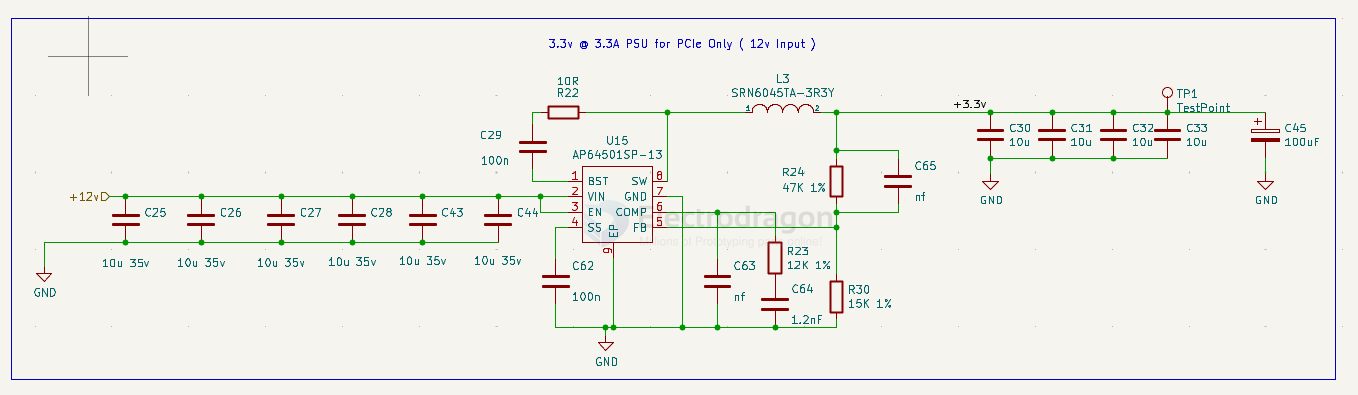 3.3v @ 3.3A PSU for PCIe Only ( 12v Input )
10R
R22
L3
SRN6045TA-3R3Y
1
2
+3.3v
TP1
TestPoint
C29
100n
U15
AP64501SP-13
1
BST
SW
8
2
VIN
GND
7
3
EN
COMP
6
4
SS
FB
5
EP
9
+12v
C25
C26
C27
C28
C43
C44
10u 35v
10u 35v
10u 35v
10u 35v
10u 35v
10u 35v
GND
C62
100n
GND
C63
nf
R23
12K 1%
C64
1.2nF
R24
47K 1%
C65
nf
R30
15K 1%
C30
10u
C31
10u
C32
10u
C33
10u
GND
+
C45
100uF
GND
Electrodragon
Millions of Prototyping parts online!